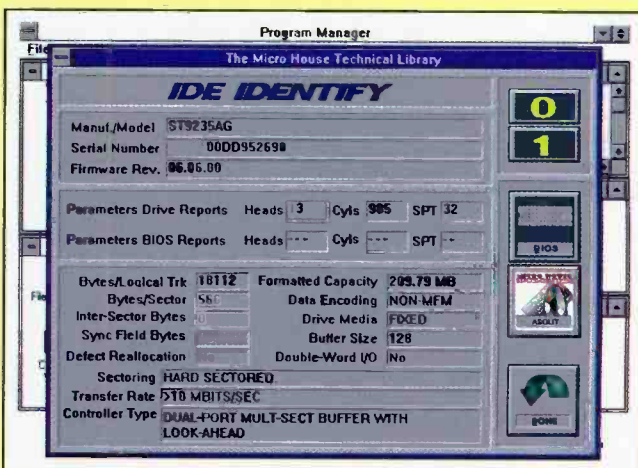 Program Manager
File
The Micro House Technical Library
IDE IDENTIFY
0
1
Manuf./Model ST9235AG
Serial Number 00DD952698
Firmware Rev. 06.06.00
Parameters Drive Reports Heads 13 Cyls 985 SPT 32
Parameters BIOS Reports Heads --- Cyls --- SPT --
BIOS
Bytes/Logical Trk 18112 Formatted Capacity 209.79 MB
Bytes/Sector Data Encoding NON-MFM
Inter-Sector Bytes 0 Drive Media FIXED
Sync Field Bytes Buffer Size 128
Defect Reallocation Double-Word I/O No
ABOUT
Sectoring HARD SECTORED
Transfer Rate MBITS/SEC
Controller Type DUAL-PORT MULT-SECT BUFFER WITH
LOOK-AHEAD
DONE